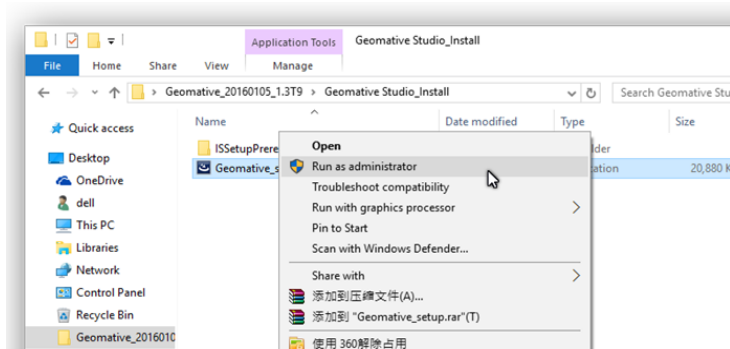 Application Tools Geomative Studio_Install
File Home Share View Manage
Geomative_20160105_1.3T9 > Geomative Studio_Install Search Geomative Stu
Name Date modified Type Size
Quick access
Desktop
OneDrive
dell
This PC
Libraries
Network
Control Panel
Recycle Bin
Geomative_2016010
ISSetupPrere lder
Geomative_s ation 20,880 K
Open
Run as administrator
Troubleshoot compatibility
Run with graphics processor
Pin to Start
Scan with Windows Defender...
Share with
添加到压缩文件(A)...
添加到 "Geomative_setup.rar"(T)
使用 360解除占用